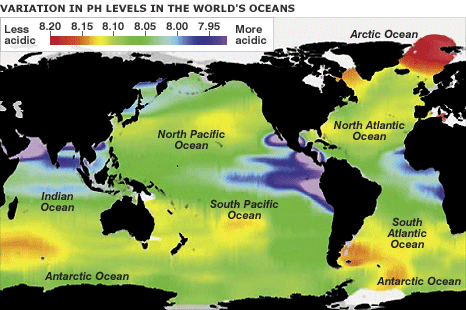 VARIATION IN PH LEVELS IN THE WORLD'S OCEANS
Less acidic
8.20 8.15 8.10 8.05 8.00 7.95
More acidic
Arctic Ocean
North Pacific Ocean
North Atlantic Ocean
Indian Ocean
South Pacific Ocean
South Atlantic Ocean
Antarctic Ocean
Antarctic Ocean